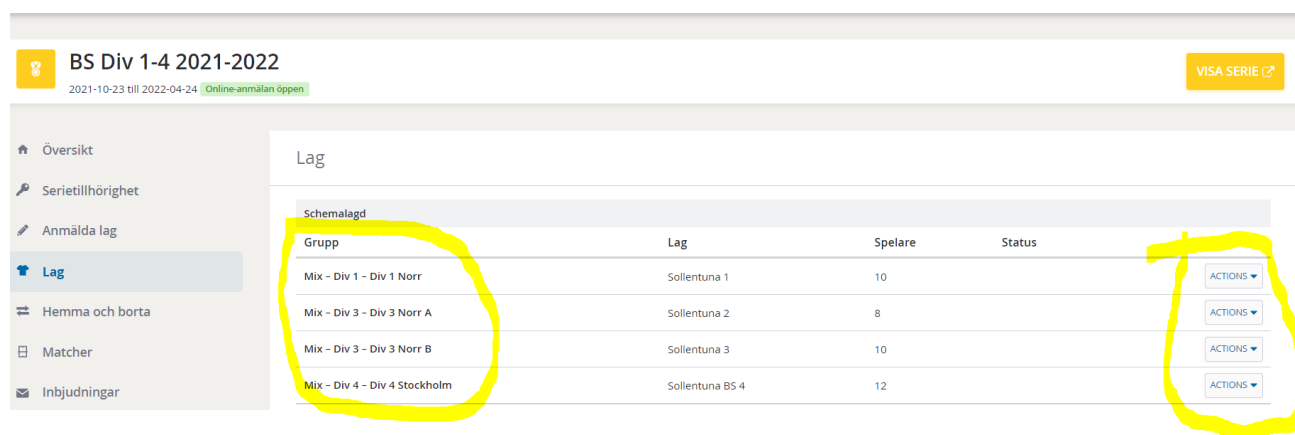 BS Div 1-4 2021-2022
2021-10-23 till 2022-04-24 Online-anmälan öppen
VISA SERIE
Översikt
Serietillhörighet
Anmälda lag
Lag
Hemma och borta
Matcher
Inbjudningar
Lag
Schemalagd
Grupp Lag Spelare Status
Mix – Div 1 – Div 1 Norr Sollentuna 1 10 ACTIONS
Mix – Div 3 – Div 3 Norr A Sollentuna 2 8 ACTIONS
Mix – Div 3 – Div 3 Norr B Sollentuna 3 10 ACTIONS
Mix – Div 4 – Div 4 Stockholm Sollentuna BS 4 12 ACTIONS